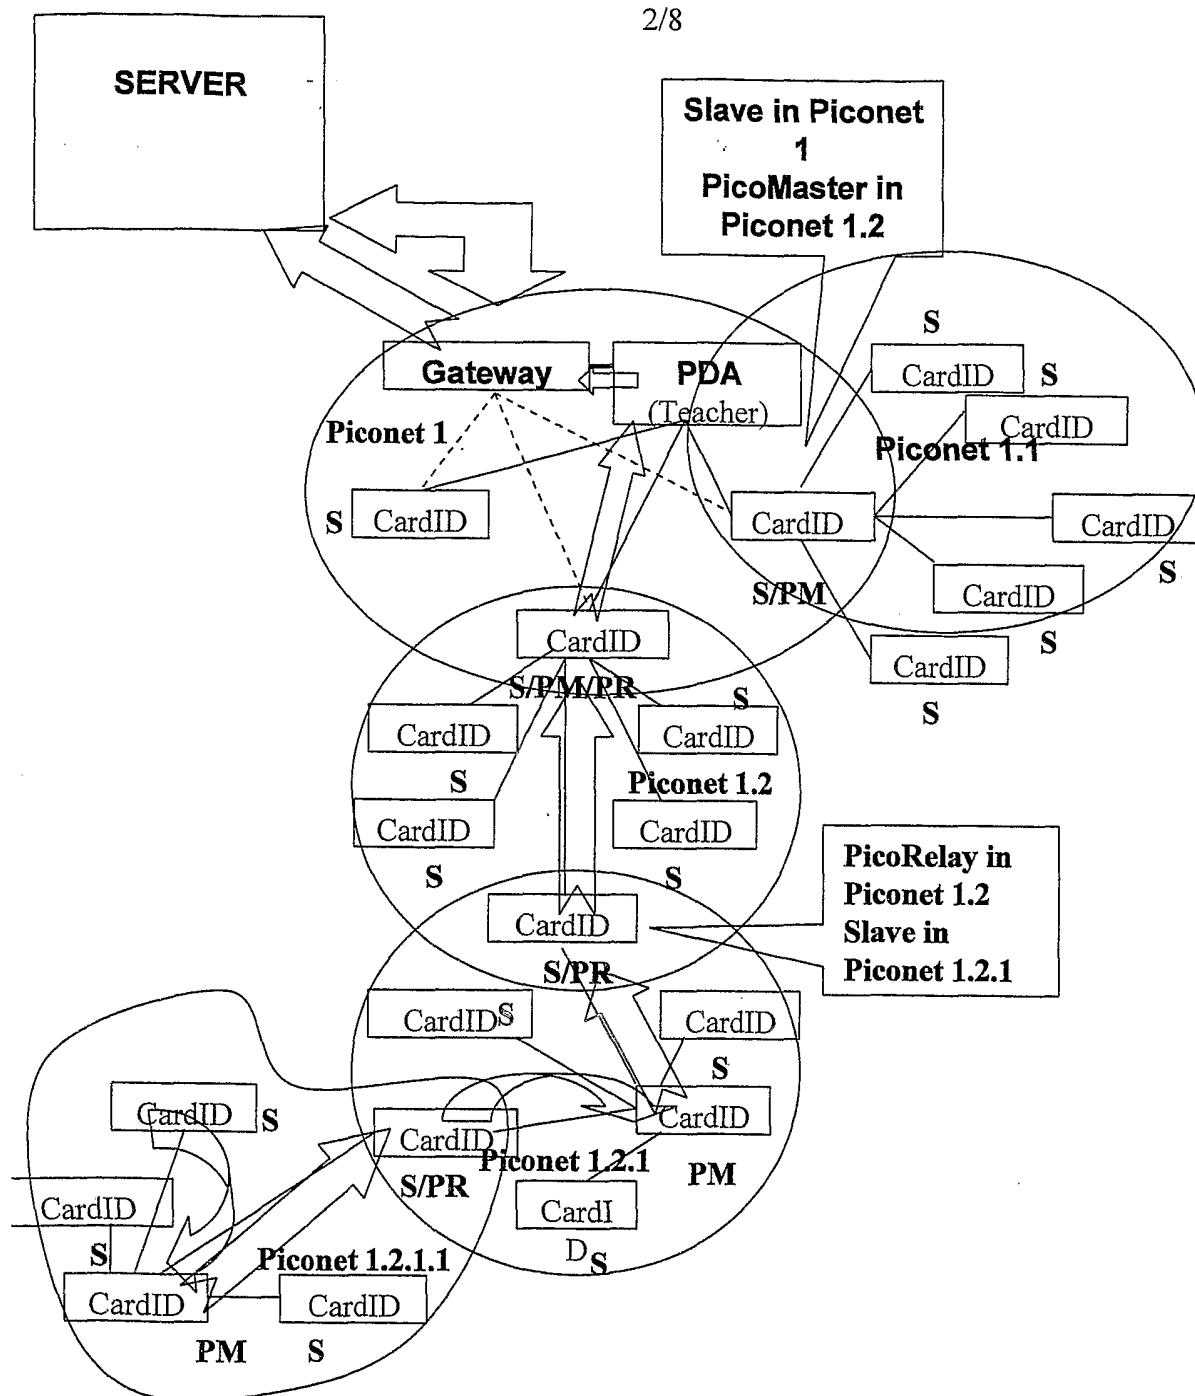 2/8
SERVER
Slave in Piconet
1
PicoMaster in
Piconet 1.2
S
Gateway
PDA
(Teacher)
CardID
S
CardID
Piconet 1
Piconet 1.1
S
CardID
CardID
CardID
S
S/PM
CardID
S
CardID
S
CardID
S/PM/PR
S
CardID
CardID
S
Piconet 1.2
CardID
S
CardID
S
PicoRelay in
Piconet 1.2
Slave in
Piconet 1.2.1
CardID
S/PR
CardID
S
CardID
S
CardID
S
CardID
CardID
Piconet 1.2.1
S/PR
PM
CardID
S
CardI
D
S
Piconet 1.2.1.1
CardID
CardID
PM
S